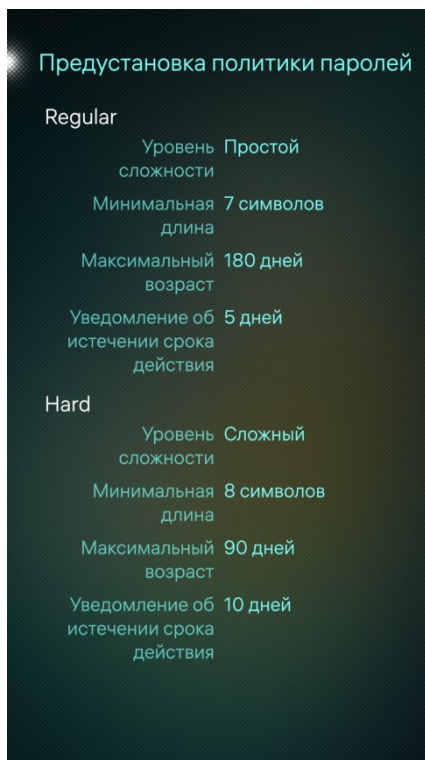 Предустановка политики паролей
Regular
Уровень сложности Простой
Минимальная длина 7 символов
Максимальный возраст 180 дней
Уведомление об истечении срока действия 5 дней
Hard
Уровень сложности Сложный
Минимальная длина 8 символов
Максимальный возраст 90 дней
Уведомление об истечении срока действия 10 дней